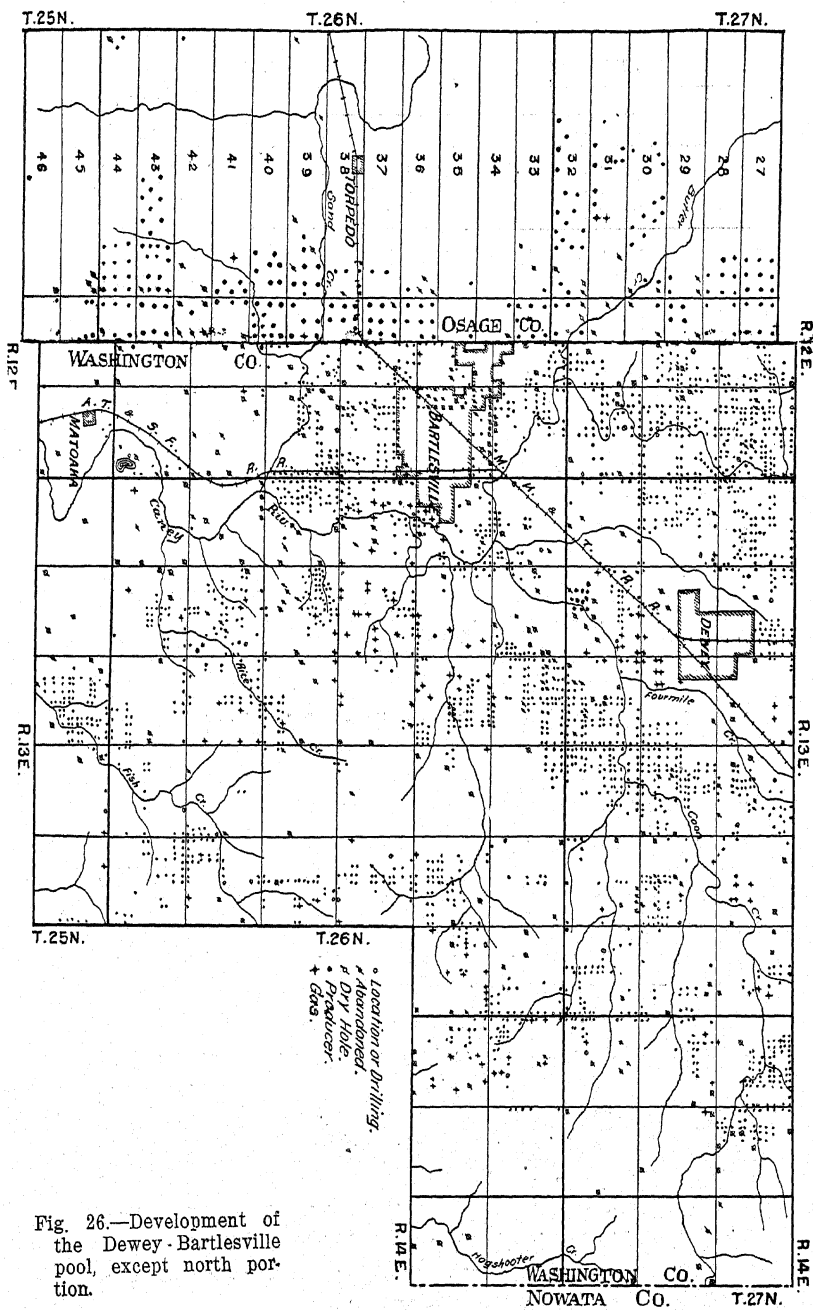 T.25N. T.26N. T.27N.
46 45 44 43 42 41 40 39 38 37 36 35 34 33 32 31 30 29 28 27
TORPEDO
Sand Cr.
Butler Cr.
OSAGE CO.
R.12E.
WASHINGTON CO.
A.T. & S.F. R. R.
MATOAKA
BARTLESVILLE
M. K. & T. R. R.
Caney River
DEWEY
Rice Cr.
Fourmile Cr.
R.13E. R.13E.
Fish Cr.
Coon Cr.
T.25N. T.26N.
∘ Location or Drilling.
Abandoned.
Dry Hole.
• Producer.
+ Gas.
Fig. 26.—Development of
the Dewey-Bartlesville
pool, except north por-
tion.
R.14E. R.14E.
Hogshooter Cr.
WASHINGTON CO.
NOWATA CO. T.27N.